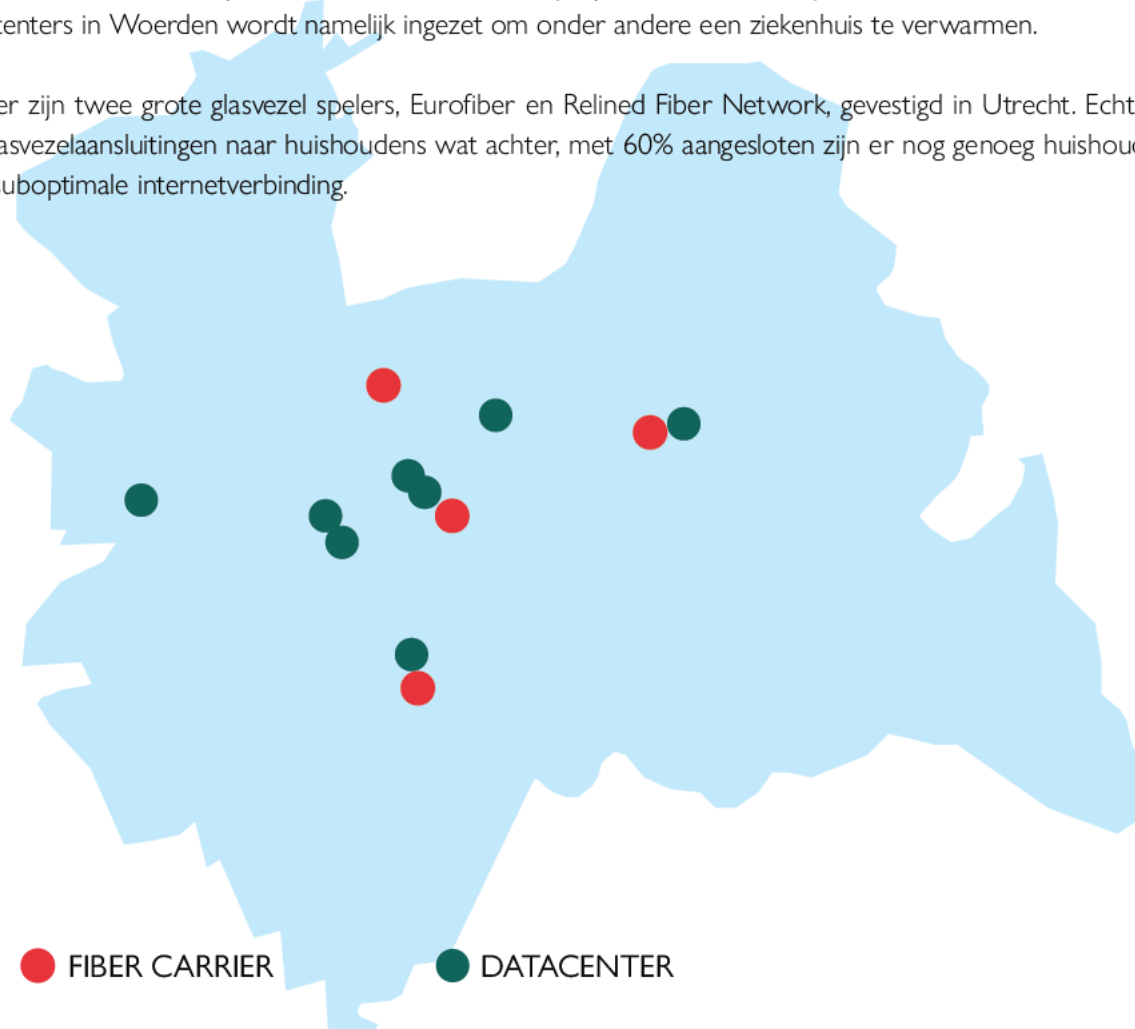 centers in Woerden wordt namelijk ingezet om onder andere een ziekenhuis te verwarmen.
er zijn twee grote glasvezel spelers, Eurofiber en Relined Fiber Network, gevestigd in Utrecht. Echt
asvezelaansluitingen naar huishoudens wat achter, met 60% aangesloten zijn er nog genoeg huishoud
suboptimale internetverbinding.
FIBER CARRIER
DATACENTER